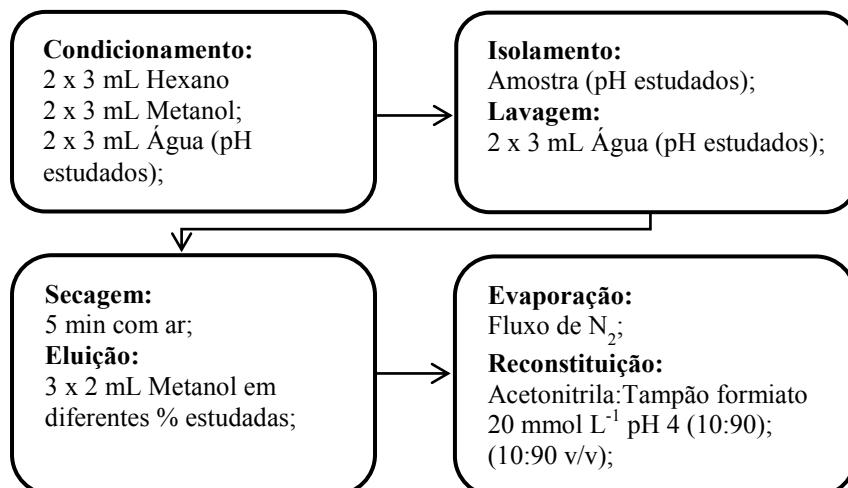 Condicionamento:
2 x 3 mL Hexano
2 x 3 mL Metanol;
2 x 3 mL Água (pH
estudados);
Isolamento:
Amostra (pH estudados);
Lavagem:
2 x 3 mL Água (pH estudados);
Secagem:
5 min com ar;
Eluição:
3 x 2 mL Metanol em
diferentes % estudadas;
Evaporação:
Fluxo de N₂;
Reconstituição:
Acetonitrila:Tampão formiato
20 mmol L⁻¹ pH 4 (10:90);
(10:90 v/v);